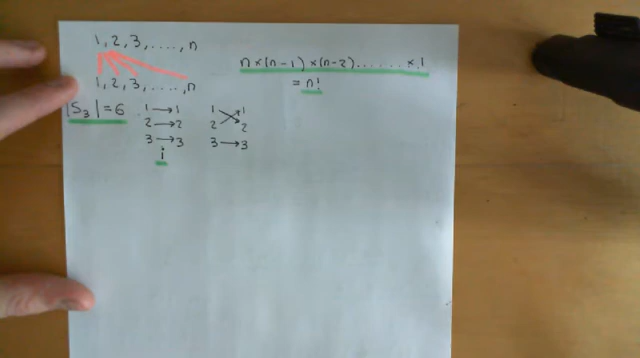 1, 2, 3, ....., n
1, 2, 3, ....., n
n×(n-1)×(n-2).......×1
= n!
|S₃| = 6
1→1
2→2
3→3
i
1 1
2 2
3→3